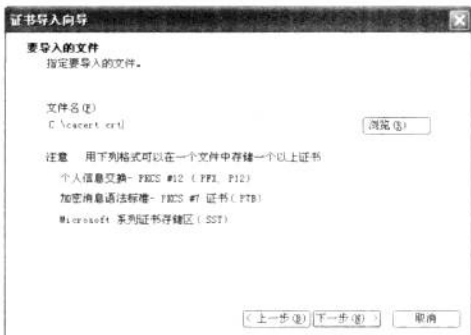 证书导入向导
要导入的文件
指定要导入的文件。
文件名(F)
C:\cacert crt
浏览(R)
注意 用下列格式可以在一个文件中存储一个以上证书
个人信息交换- PKCS #12 (PFX, P12)
加密消息语法标准- PKCS #7 证书(P7B)
Microsoft 系列证书存储区(SST)
<上一步(B)
下一步(N) >
取消